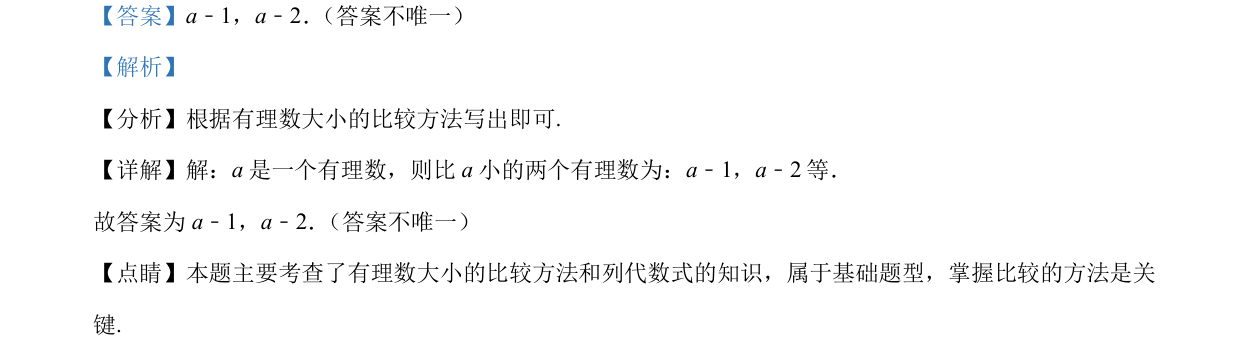 【答案】a﹣1，a﹣2.（答案不唯一）
【解析】
【分析】根据有理数大小的比较方法写出即可.
【详解】解：a 是一个有理数，则比 a 小的两个有理数为：a﹣1，a﹣2 等.
故答案为 a﹣1，a﹣2.（答案不唯一）
【点睛】本题主要考查了有理数大小的比较方法和列代数式的知识，属于基础题型，掌握比较的方法是关
键.